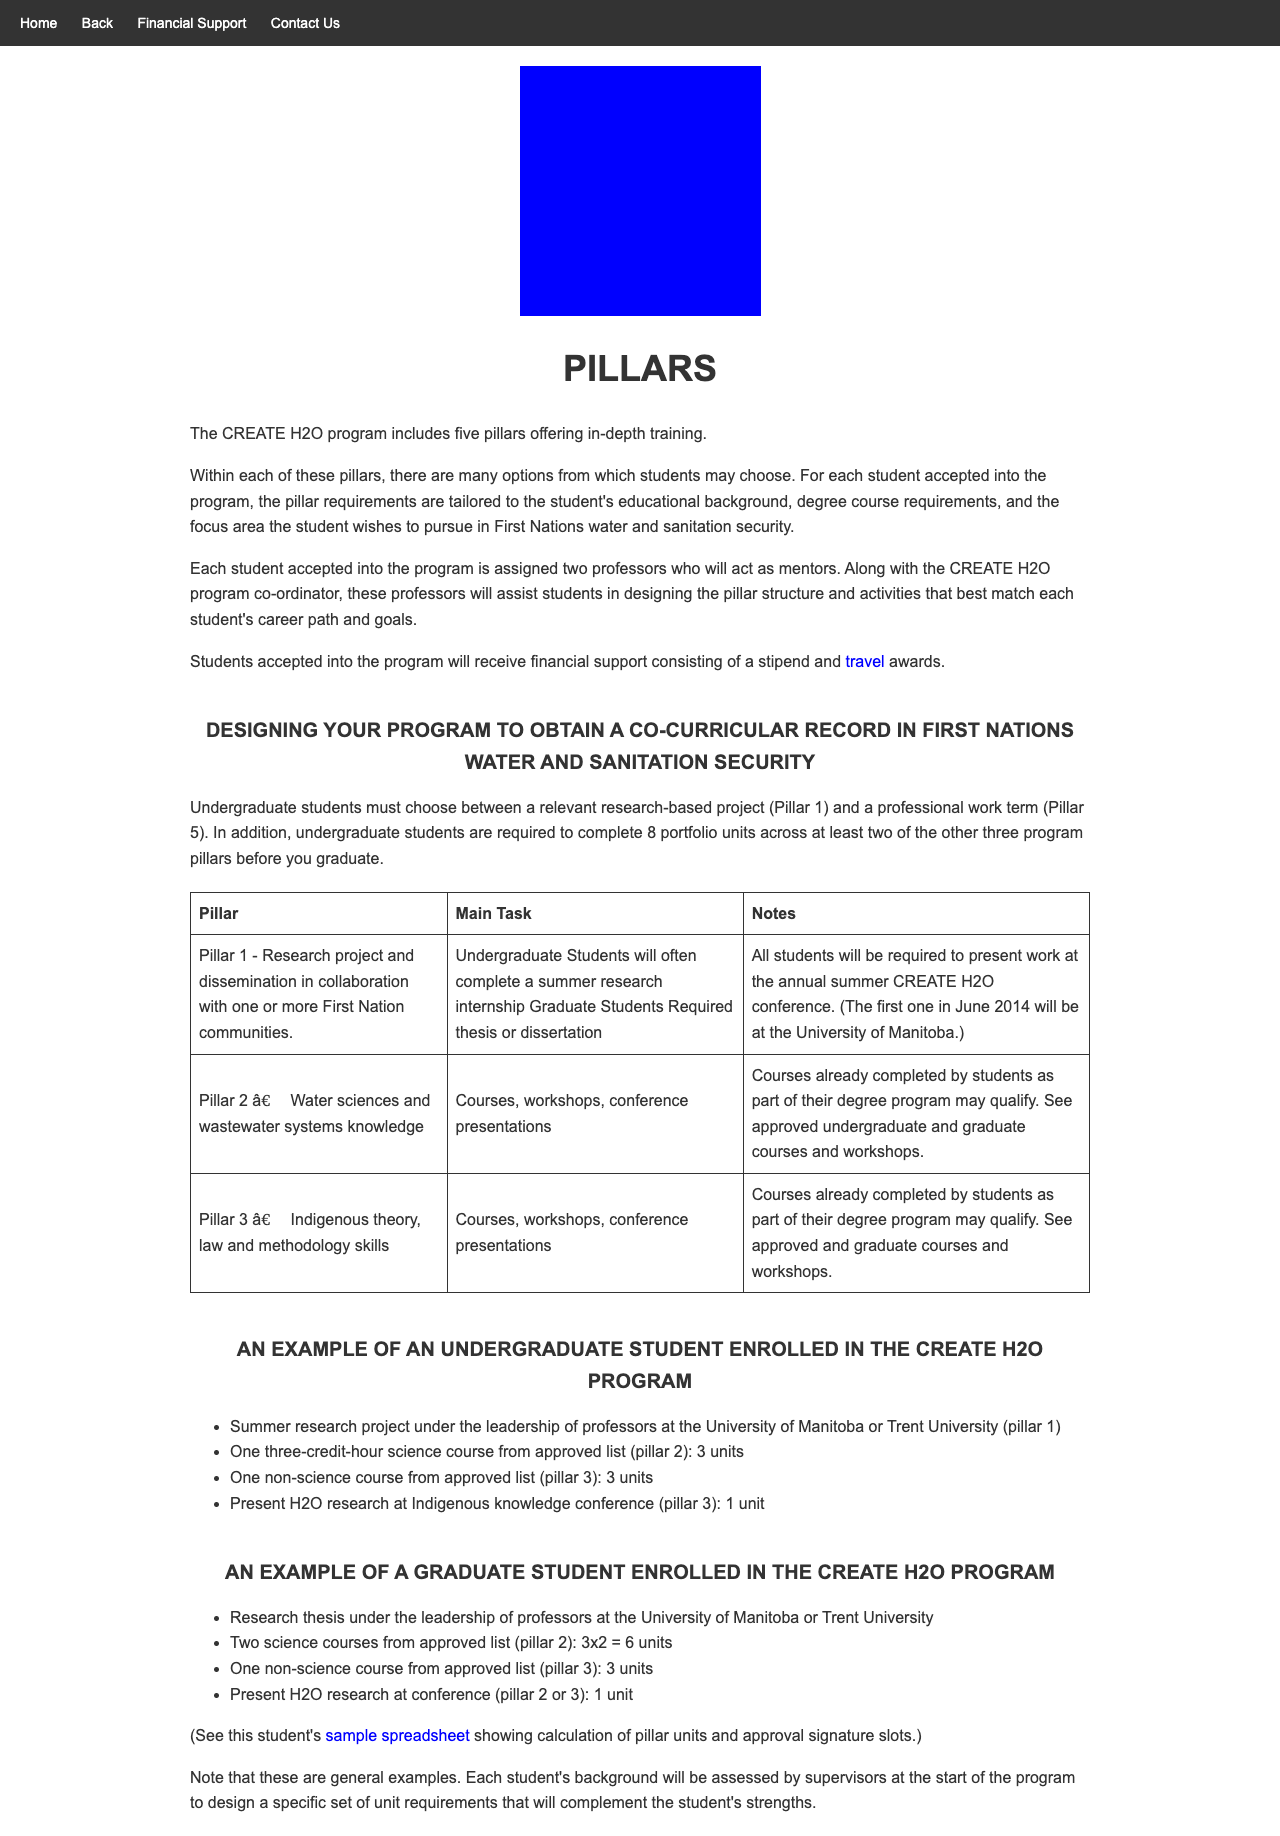 Home Back Financial Support Contact Us
PILLARS
The CREATE H2O program includes five pillars offering in-depth training.
Within each of these pillars, there are many options from which students may choose. For each student accepted into the
program, the pillar requirements are tailored to the student's educational background, degree course requirements, and the
focus area the student wishes to pursue in First Nations water and sanitation security.
Each student accepted into the program is assigned two professors who will act as mentors. Along with the CREATE H2O
program co-ordinator, these professors will assist students in designing the pillar structure and activities that best match each
student's career path and goals.
Students accepted into the program will receive financial support consisting of a stipend and travel awards.
DESIGNING YOUR PROGRAM TO OBTAIN A CO-CURRICULAR RECORD IN FIRST NATIONS
WATER AND SANITATION SECURITY
Undergraduate students must choose between a relevant research-based project (Pillar 1) and a professional work term (Pillar
5). In addition, undergraduate students are required to complete 8 portfolio units across at least two of the other three program
pillars before you graduate.
Pillar
Main Task
Notes
Pillar 1 - Research project and
dissemination in collaboration
with one or more First Nation
communities.
Undergraduate Students will often
complete a summer research
internship Graduate Students Required
thesis or dissertation
All students will be required to present work at
the annual summer CREATE H2O
conference. (The first one in June 2014 will be
at the University of Manitoba.)
Pillar 2 â€ Water sciences and
wastewater systems knowledge
Courses, workshops, conference
presentations
Courses already completed by students as
part of their degree program may qualify. See
approved undergraduate and graduate
courses and workshops.
Pillar 3 â€ Indigenous theory,
law and methodology skills
Courses, workshops, conference
presentations
Courses already completed by students as
part of their degree program may qualify. See
approved and graduate courses and
workshops.
AN EXAMPLE OF AN UNDERGRADUATE STUDENT ENROLLED IN THE CREATE H2O
PROGRAM
• Summer research project under the leadership of professors at the University of Manitoba or Trent University (pillar 1)
• One three-credit-hour science course from approved list (pillar 2): 3 units
• One non-science course from approved list (pillar 3): 3 units
• Present H2O research at Indigenous knowledge conference (pillar 3): 1 unit
AN EXAMPLE OF A GRADUATE STUDENT ENROLLED IN THE CREATE H2O PROGRAM
• Research thesis under the leadership of professors at the University of Manitoba or Trent University
• Two science courses from approved list (pillar 2): 3x2 = 6 units
• One non-science course from approved list (pillar 3): 3 units
• Present H2O research at conference (pillar 2 or 3): 1 unit
(See this student's sample spreadsheet showing calculation of pillar units and approval signature slots.)
Note that these are general examples. Each student's background will be assessed by supervisors at the start of the program
to design a specific set of unit requirements that will complement the student's strengths.